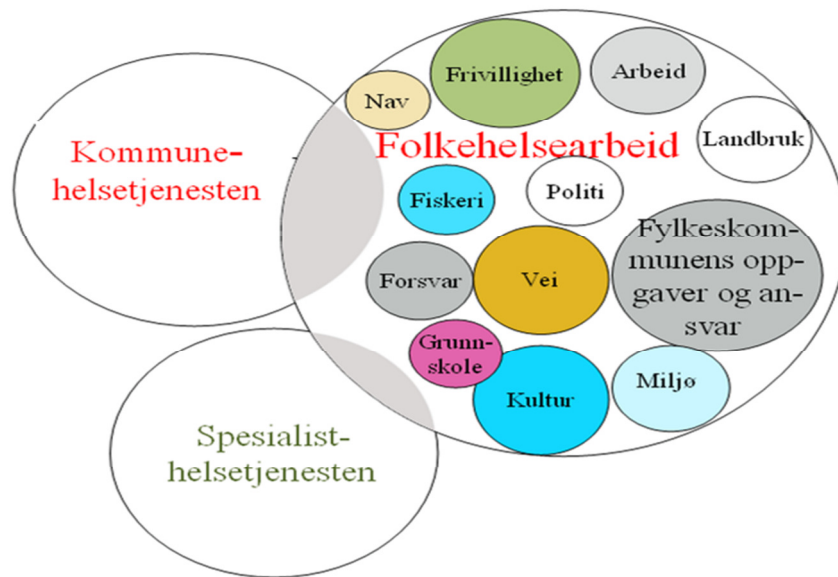 Frivillighet
Arbeid
Nav
Folkehelsearbeid
Landbruk
Kommune-
helsetjenesten
Fiskeri
Politi
Fylkeskom-
munens opp-
gaver og an-
svar
Forsvar
Vei
Grunn-
skole
Miljø
Kultur
Spesialist-
helsetjenesten